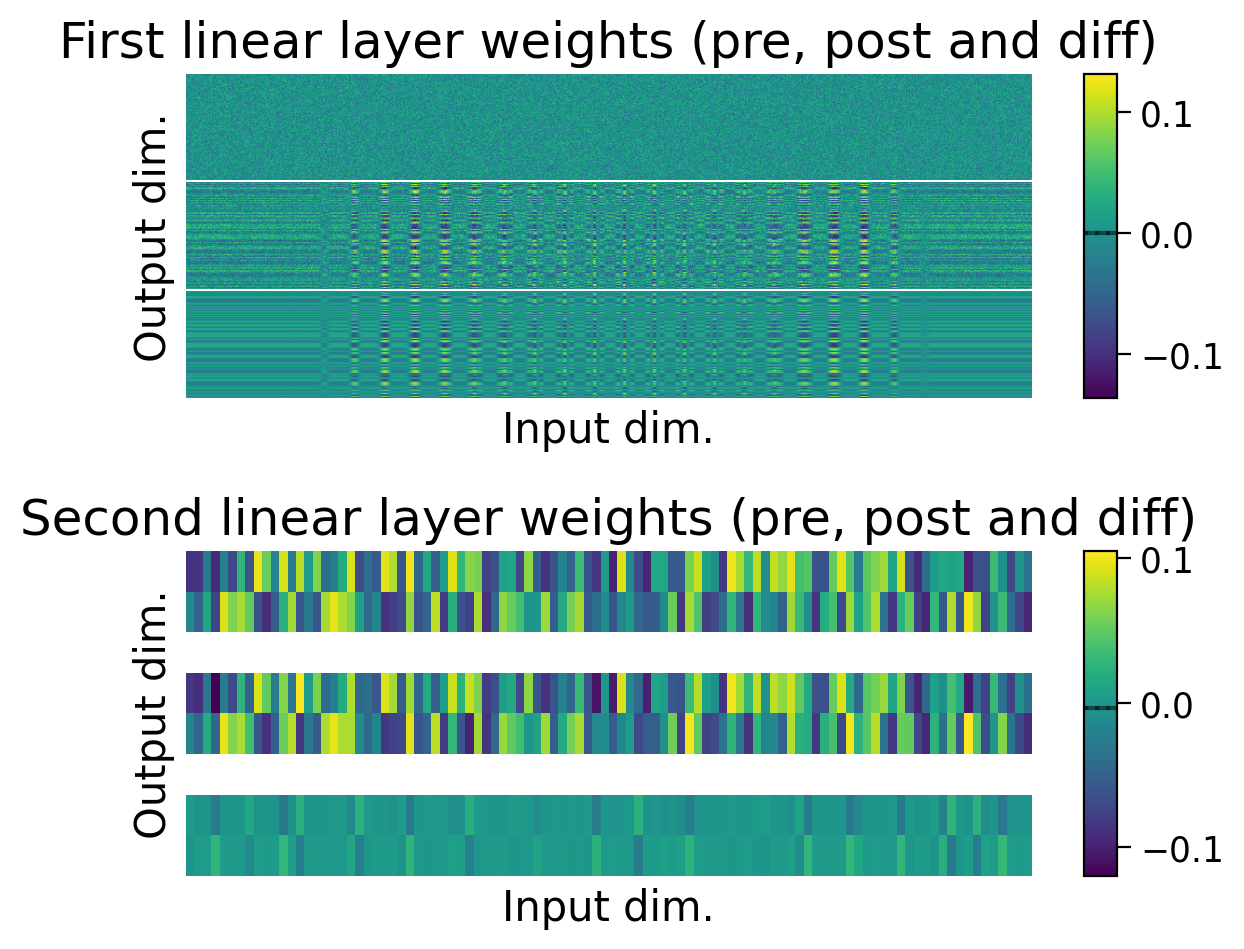 First linear layer weights (pre, post and diff)
Output dim.
0.1
0.0
−0.1
Input dim.
Second linear layer weights (pre, post and diff)
Output dim.
0.1
0.0
−0.1
Input dim.